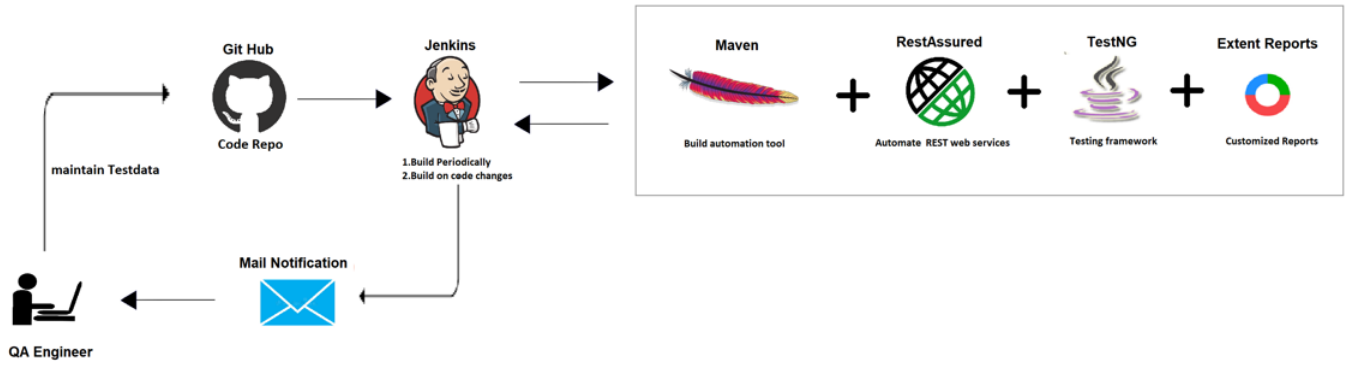 Git Hub
Code Repo
maintain Testdata
QA Engineer
Jenkins
1.Build Periodically
2.Build on code changes
Mail Notification
Maven
Build automation tool
RestAssured
Automate REST web services
TestNG
Testing framework
Extent Reports
Customized Reports